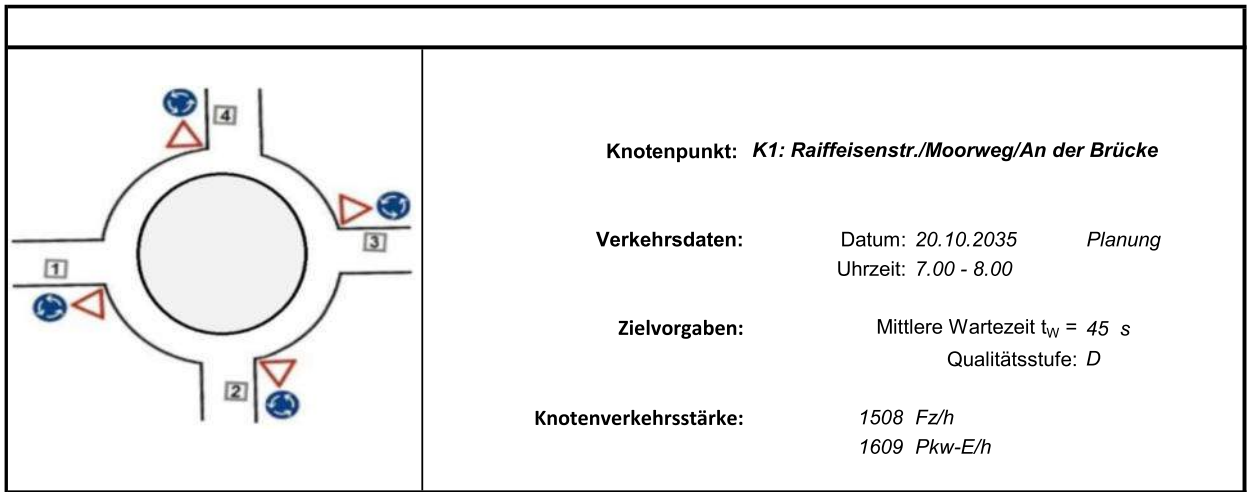 4
3
1
2
Knotenpunkt: K1: Raiffeisenstr./Moorweg/An der Brücke
Verkehrsdaten: Datum: 20.10.2035 Planung
Uhrzeit: 7.00 - 8.00
Zielvorgaben: Mittlere Wartezeit tW = 45 s
Qualitätsstufe: D
Knotenverkehrsstärke: 1508 Fz/h
1609 Pkw-E/h